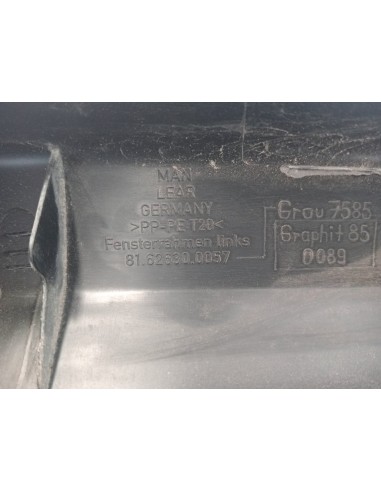 MAN
LEAR
GERMANY
>PP-PE T20<
Fensterrahmen links
81.62630.0057
Grau 7585
Graphit 85
0089